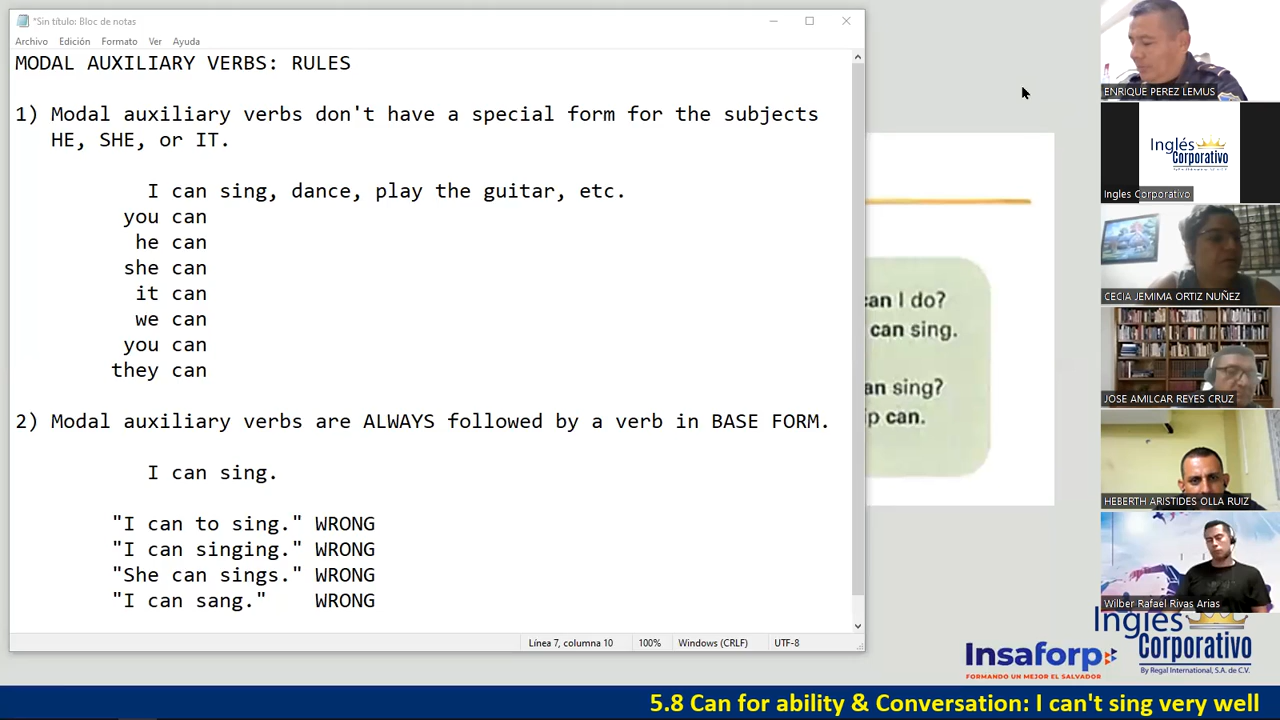 *Sin título: Bloc de notas
Archivo Edición Formato Ver Ayuda
MODAL AUXILIARY VERBS: RULES
1) Modal auxiliary verbs don't have a special form for the subjects
HE, SHE, or IT.
I can sing, dance, play the guitar, etc.
you can
he can
she can
it can
we can
you can
they can
2) Modal auxiliary verbs are ALWAYS followed by a verb in BASE FORM.
I can sing.
"I can to sing." WRONG
"I can singing." WRONG
"She can sings." WRONG
"I can sang." WRONG
Línea 7, columna 10 100% Windows (CRLF) UTF-8
can I do?
can sing.
an sing?
can.
ENRIQUE PEREZ LEMUS
Inglés
Corporativo
Ingles Corporativo
CECIA JEMIMA ORTIZ NUÑEZ
JOSE AMILCAR REYES CRUZ
HEBERTH ARISTIDES OLLA RUIZ
Wilber Rafael Rivas Arias
Insaforp
FORMANDO UN MEJOR EL SALVADOR
Inglés
Corporativo
By Regal International, S.A. de C.V.
5.8 Can for ability & Conversation: I can't sing very well